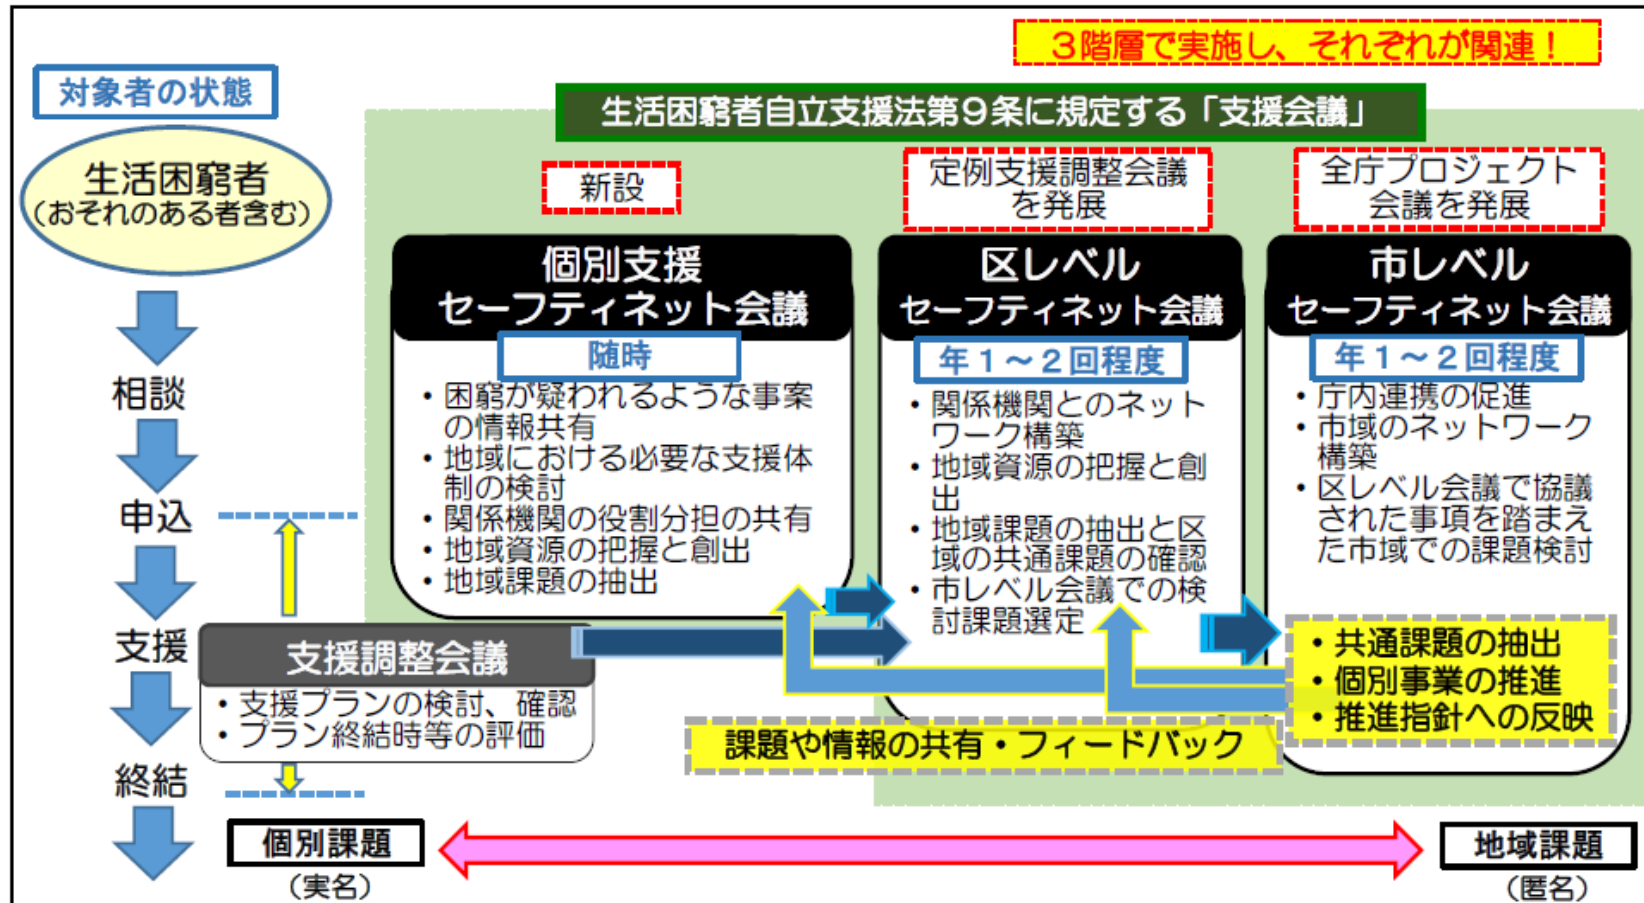 3階層で実施し、それぞれが関連！
対象者の状態
生活困窮者自立支援法第９条に規定する「支援会議」
生活困窮者
（おそれのある者含む）
相談
申込
支援
終結
新設
個別支援
セーフティネット会議
随時
・困窮が疑われるような事案
の情報共有
・地域における必要な支援体
制の検討
・関係機関の役割分担の共有
・地域資源の把握と創出
・地域課題の抽出
定例支援調整会議
を発展
区レベル
セーフティネット会議
年１～２回程度
・関係機関とのネット
ワーク構築
・地域資源の把握と創
出
・地域課題の抽出と区
域の共通課題の確認
・市レベル会議での検
討課題選定
全庁プロジェクト
会議を発展
市レベル
セーフティネット会議
年１～２回程度
・庁内連携の促進
・市域のネットワーク
構築
・区レベル会議で協議
された事項を踏まえ
た市域での課題検討
・共通課題の抽出
・個別事業の推進
・推進指針への反映
支援調整会議
・支援プランの検討、確認
・プラン終結時等の評価
課題や情報の共有・フィードバック
個別課題
（実名）
地域課題
（匿名）